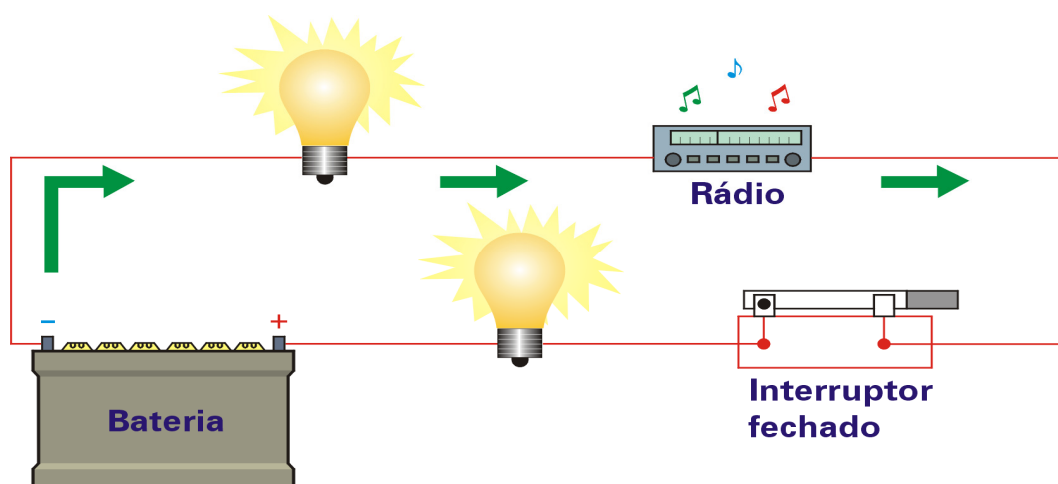 Rádio
− +
Bateria
Interruptor
fechado